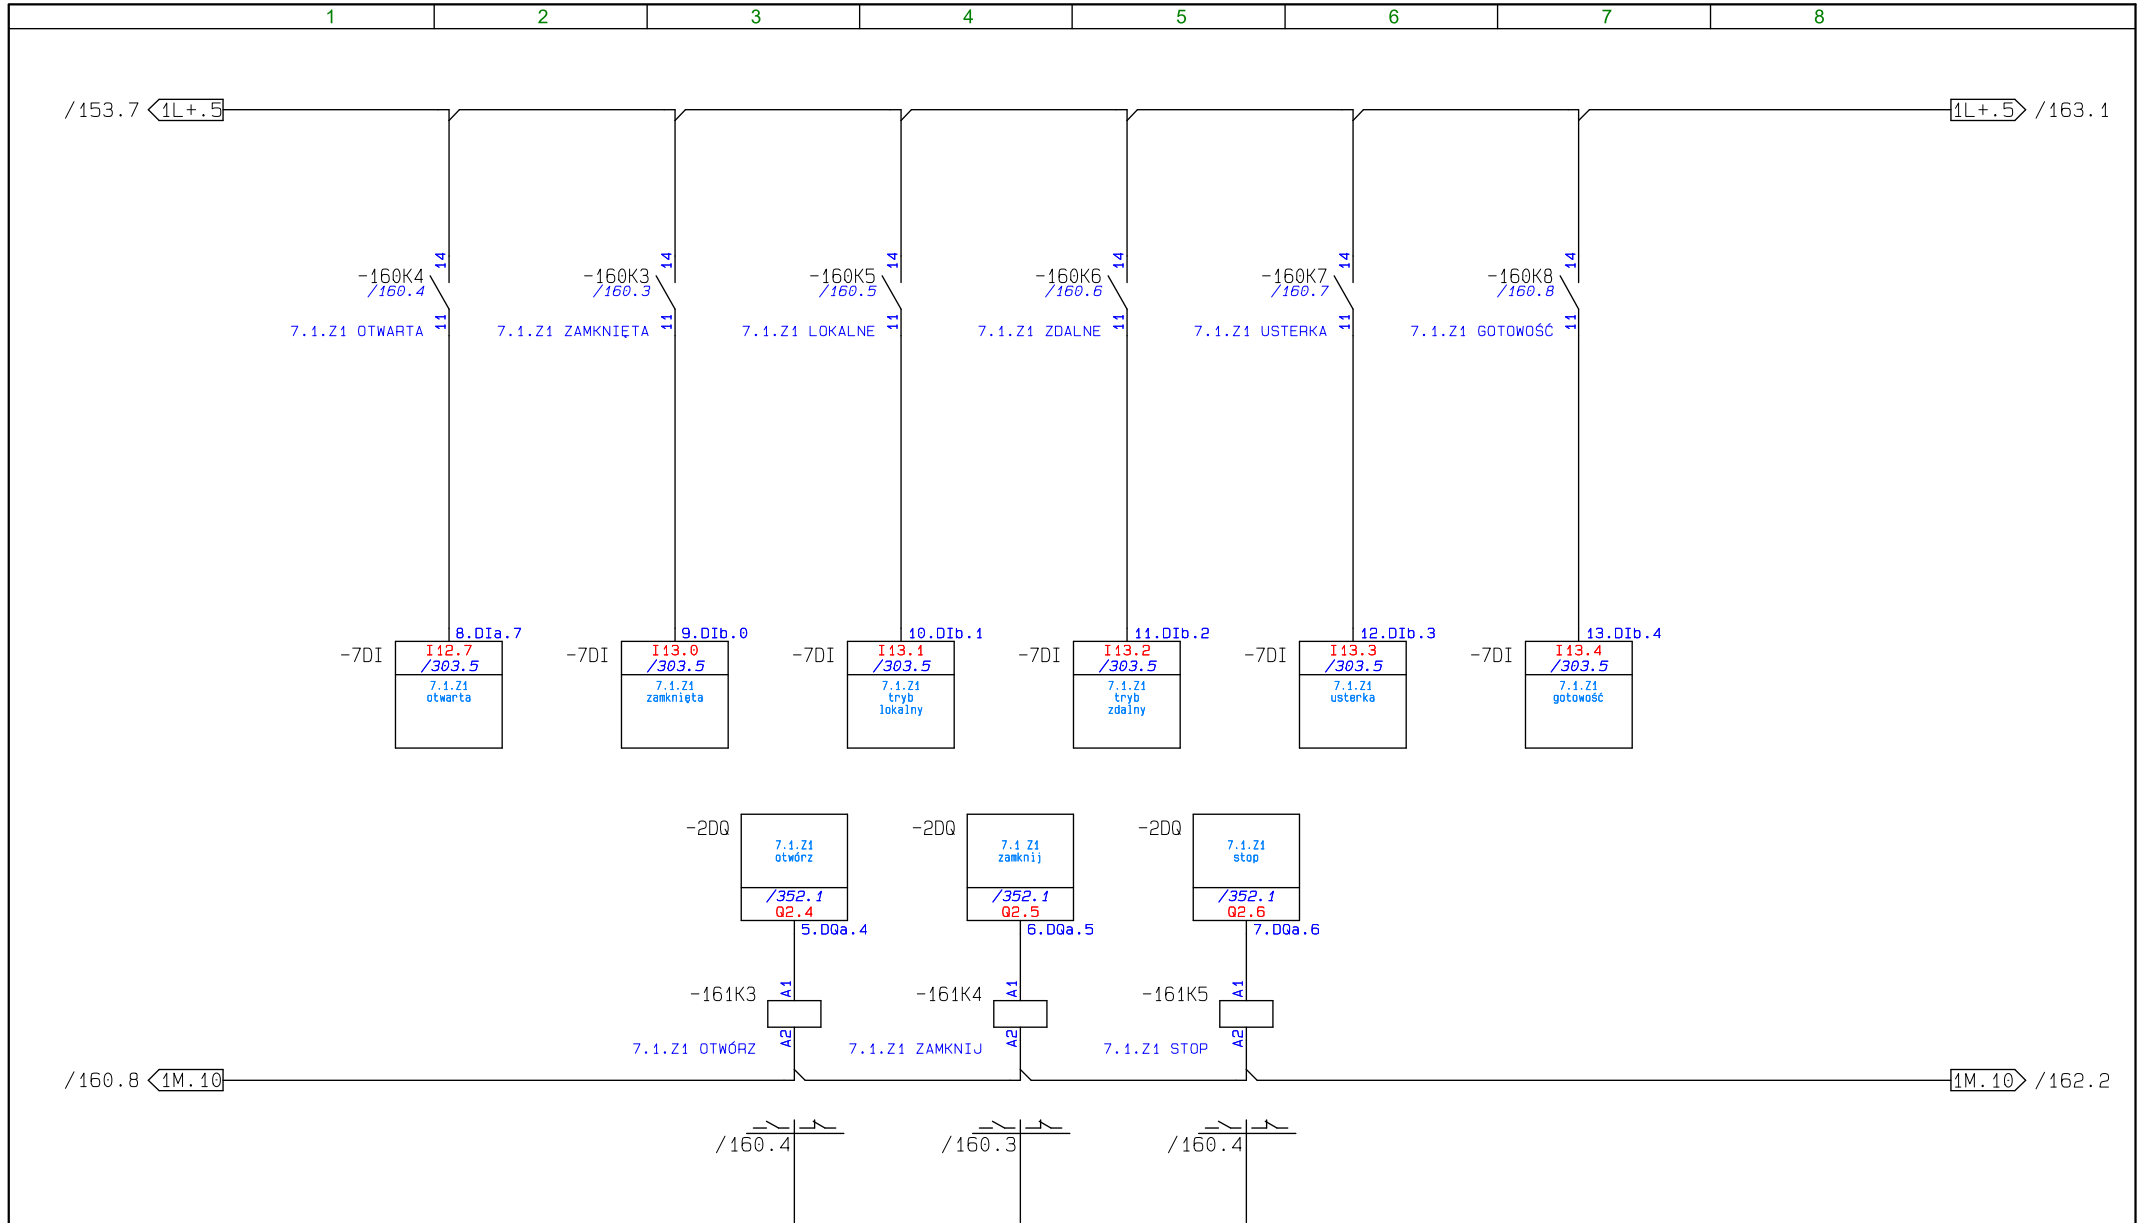 1 2 3 4 5 6 7 8
/153.7 1L+.5 1L+.5 /163.1
14 14 14 14 14 14
-160K4 -160K3 -160K5 -160K6 -160K7 -160K8
/160.4 /160.3 /160.5 /160.6 /160.7 /160.8
11 11 11 11 11 11
7.1.Z1 OTWARTA 7.1.Z1 ZAMKNIĘTA 7.1.Z1 LOKALNE 7.1.Z1 ZDALNE 7.1.Z1 USTERKA 7.1.Z1 GOTOWOŚĆ
8.DIa.7 9.DIb.0 10.DIb.1 11.DIb.2 12.DIb.3 13.DIb.4
-7DI I12.7 -7DI I13.0 -7DI I13.1 -7DI I13.2 -7DI I13.3 -7DI I13.4
/303.5 /303.5 /303.5 /303.5 /303.5 /303.5
7.1.Z1 7.1.Z1 7.1.Z1 7.1.Z1 7.1.Z1 7.1.Z1
otwarta zamknięta tryb tryb usterka gotowość
lokalny zdalny
-2DQ -2DQ -2DQ
7.1.Z1 7.1 Z1 7.1.Z1
otwórz zamknij stop
/352.1 /352.1 /352.1
Q2.4 Q2.5 Q2.6
5.DQa.4 6.DQa.5 7.DQa.6
A1 A1 A1
-161K3 -161K4 -161K5
A2 A2 A2
7.1.Z1 OTWÓRZ 7.1.Z1 ZAMKNIJ 7.1.Z1 STOP
/160.8 1M.10 1M.10 /162.2
/160.4 /160.3 /160.4